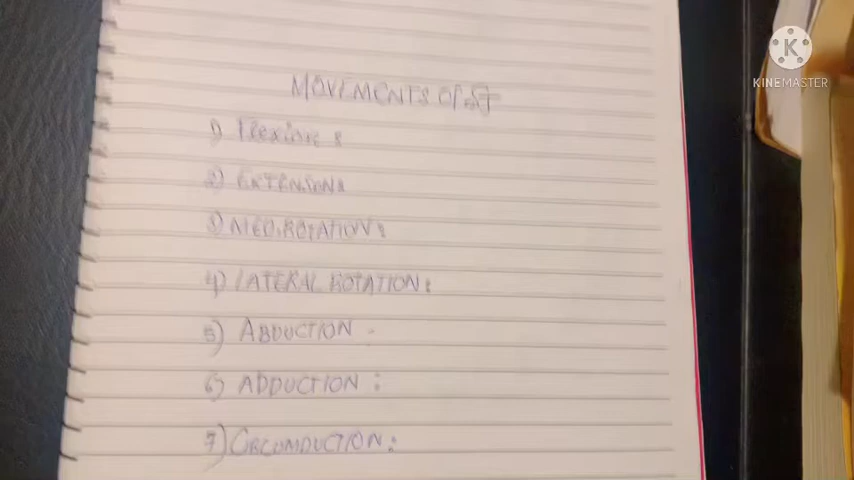 MOVEMENTS OF SJ
1) Flexion :
2) EXTENSION:
3) MED. ROTATION:
4) LATERAL ROTATION:
5) ABDUCTION -
6) ADDUCTION :
7) CIRCUMDUCTION:
KINEMASTER